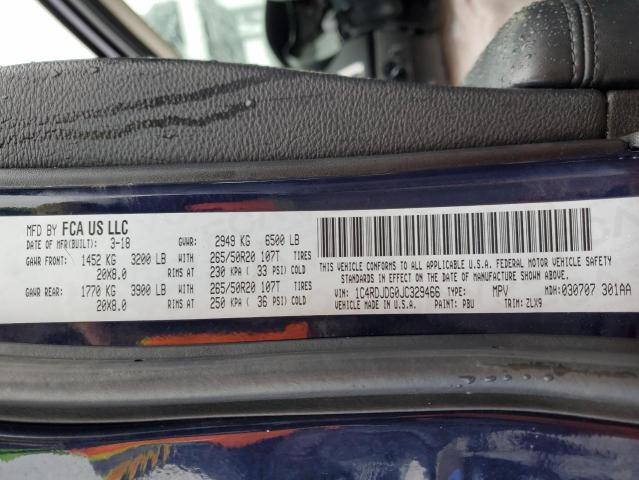 MFD BY FCA US LLC
DATE OF MFR(BUILT): 3-18 GVWR: 2949 KG 6500 LB
GAWR FRONT: 1452 KG 3200 LB WITH 265/50R20 107T TIRES
20X8.0 RIMS AT 230 KPA ( 33 PSI) COLD
GAWR REAR: 1770 KG 3900 LB WITH 265/50R20 107T TIRES
20X8.0 RIMS AT 250 KPA ( 36 PSI) COLD
THIS VEHICLE CONFORMS TO ALL APPLICABLE U.S.A. FEDERAL MOTOR VEHICLE SAFETY
STANDARDS IN EFFECT ON THE DATE OF MANUFACTURE SHOWN ABOVE.
VIN: 1C4RDJDG0JC329466 TYPE: MPV MDH: 030707 301AA
VEHICLE MADE IN U.S.A. PAINT: PBU TRIM: ZLX9